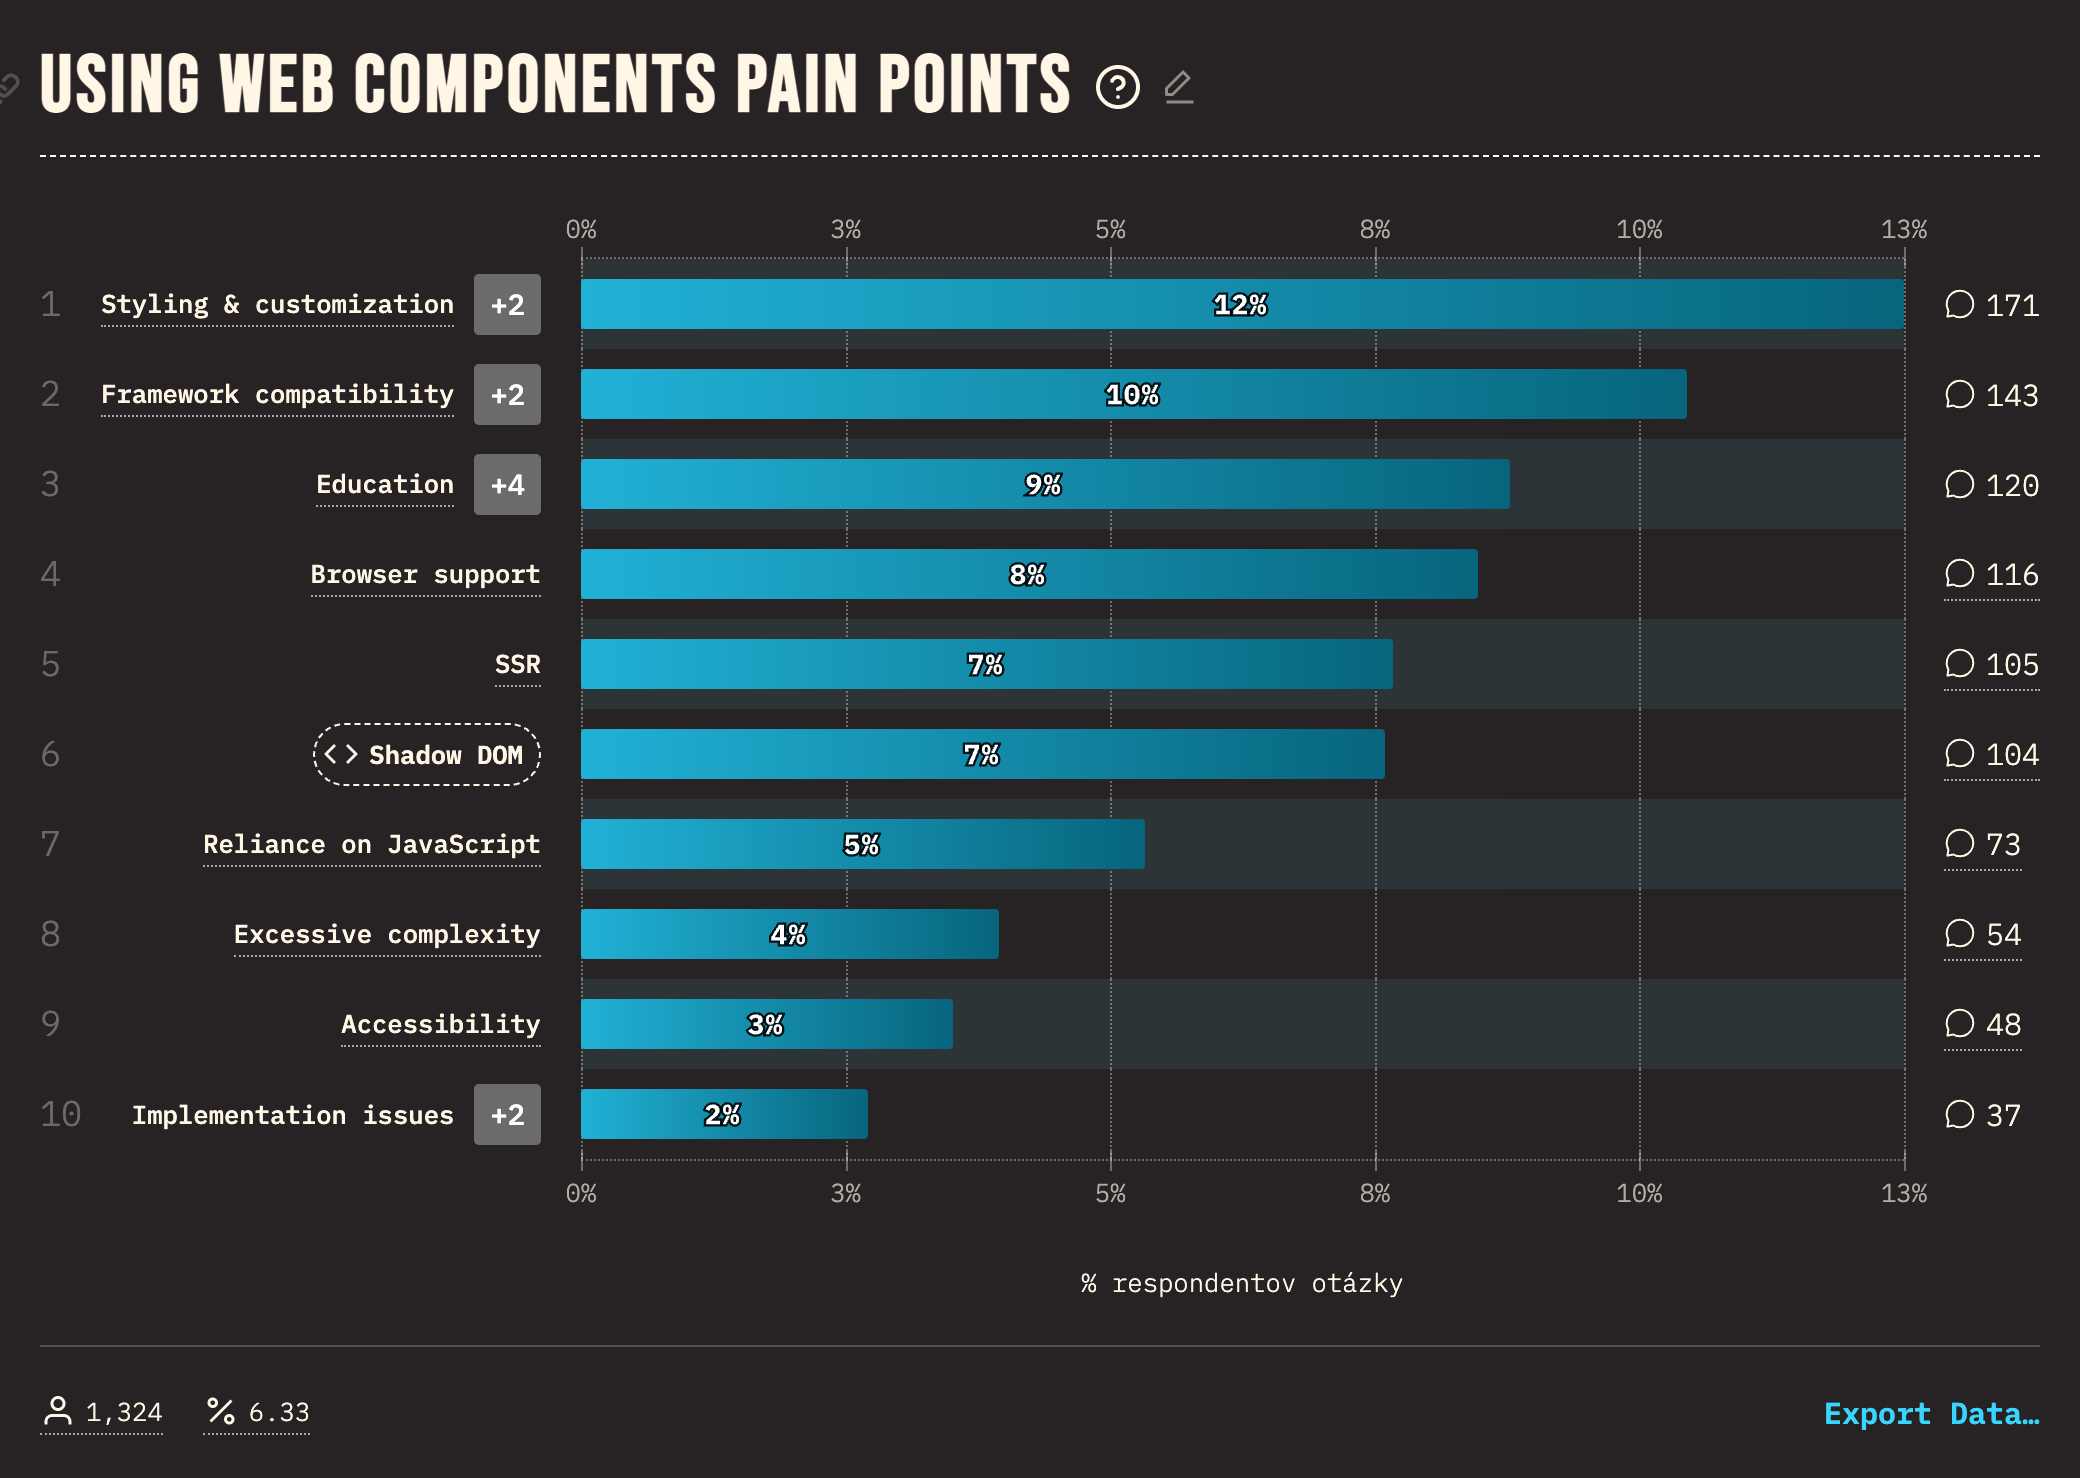 USING WEB COMPONENTS PAIN POINTS ?
0% 3% 5% 8% 10% 13%
1 Styling & customization +2 12% 171
2 Framework compatibility +2 10% 143
3 Education +4 9% 120
4 Browser support 8% 116
5 SSR 7% 105
6 <> Shadow DOM 7% 104
7 Reliance on JavaScript 5% 73
8 Excessive complexity 4% 54
9 Accessibility 3% 48
10 Implementation issues +2 2% 37
0% 3% 5% 8% 10% 13%
% respondentov otázky
1,324 % 6.33 Export Data…